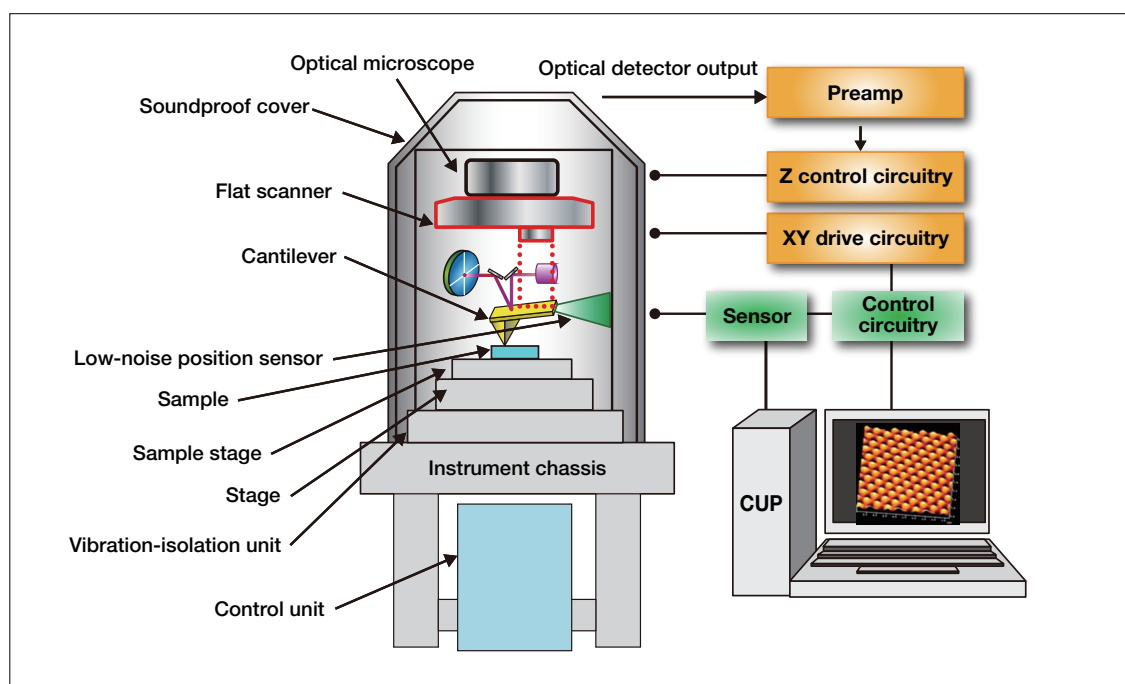 Optical microscope
Soundproof cover
Flat scanner
Cantilever
Low-noise position sensor
Sample
Sample stage
Stage
Vibration-isolation unit
Control unit
Instrument chassis
Optical detector output
Preamp
Z control circuitry
XY drive circuitry
Sensor
Control
circuitry
CUP